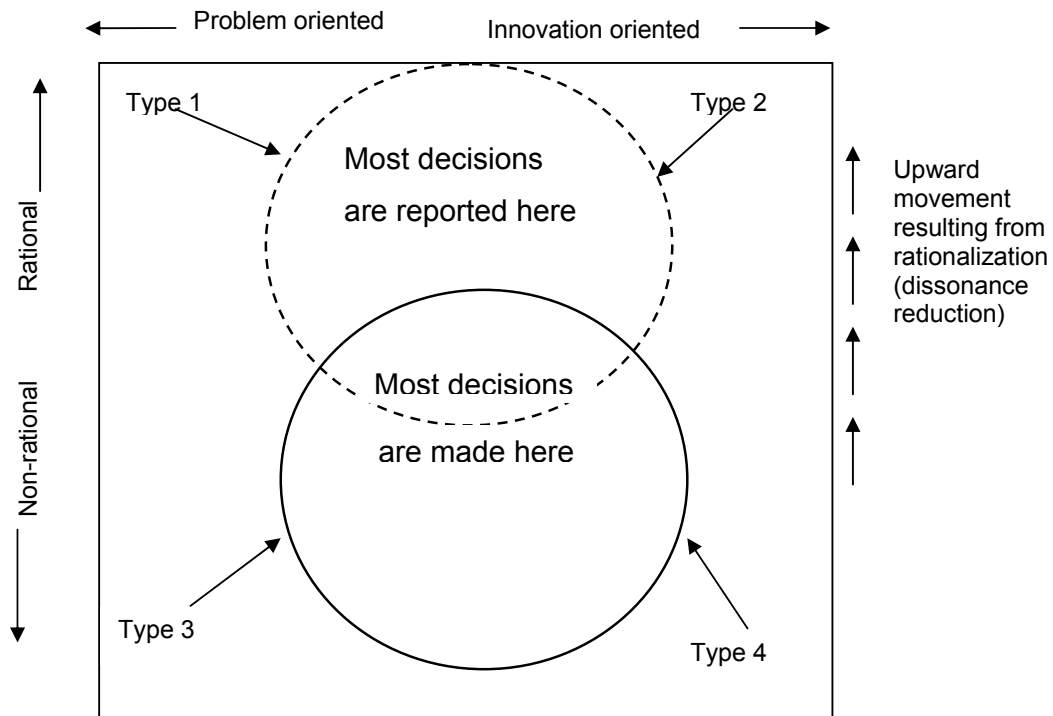 Problem oriented
Innovation oriented
Type 1
Type 2
Most decisions
are reported here
Rational
Upward
movement
resulting from
rationalization
(dissonance
reduction)
Most decisions
are made here
Non-rational
Type 3
Type 4